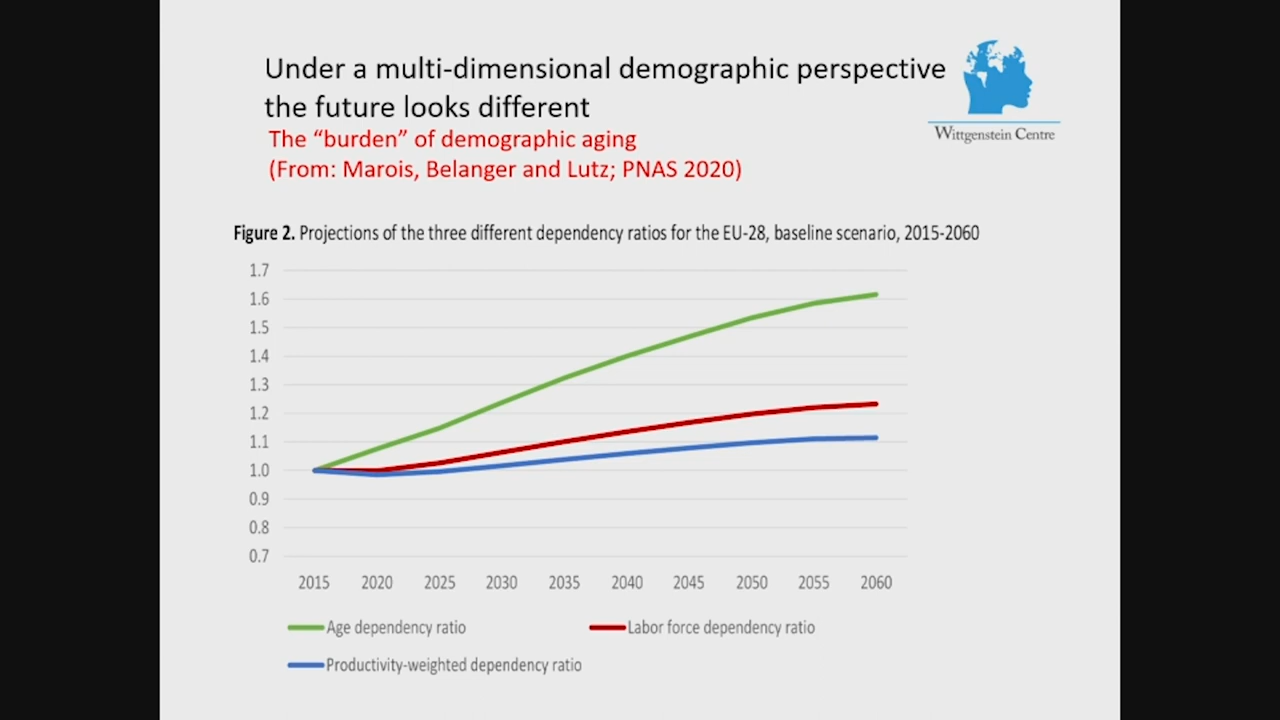 Under a multi-dimensional demographic perspective
the future looks different
The “burden” of demographic aging
(From: Marois, Belanger and Lutz; PNAS 2020)
Wittgenstein Centre
Figure 2. Projections of the three different dependency ratios for the EU-28, baseline scenario, 2015-2060
1.7
1.6
1.5
1.4
1.3
1.2
1.1
1.0
0.9
0.8
0.7
2015 2020 2025 2030 2035 2040 2045 2050 2055 2060
Age dependency ratio Labor force dependency ratio
Productivity-weighted dependency ratio